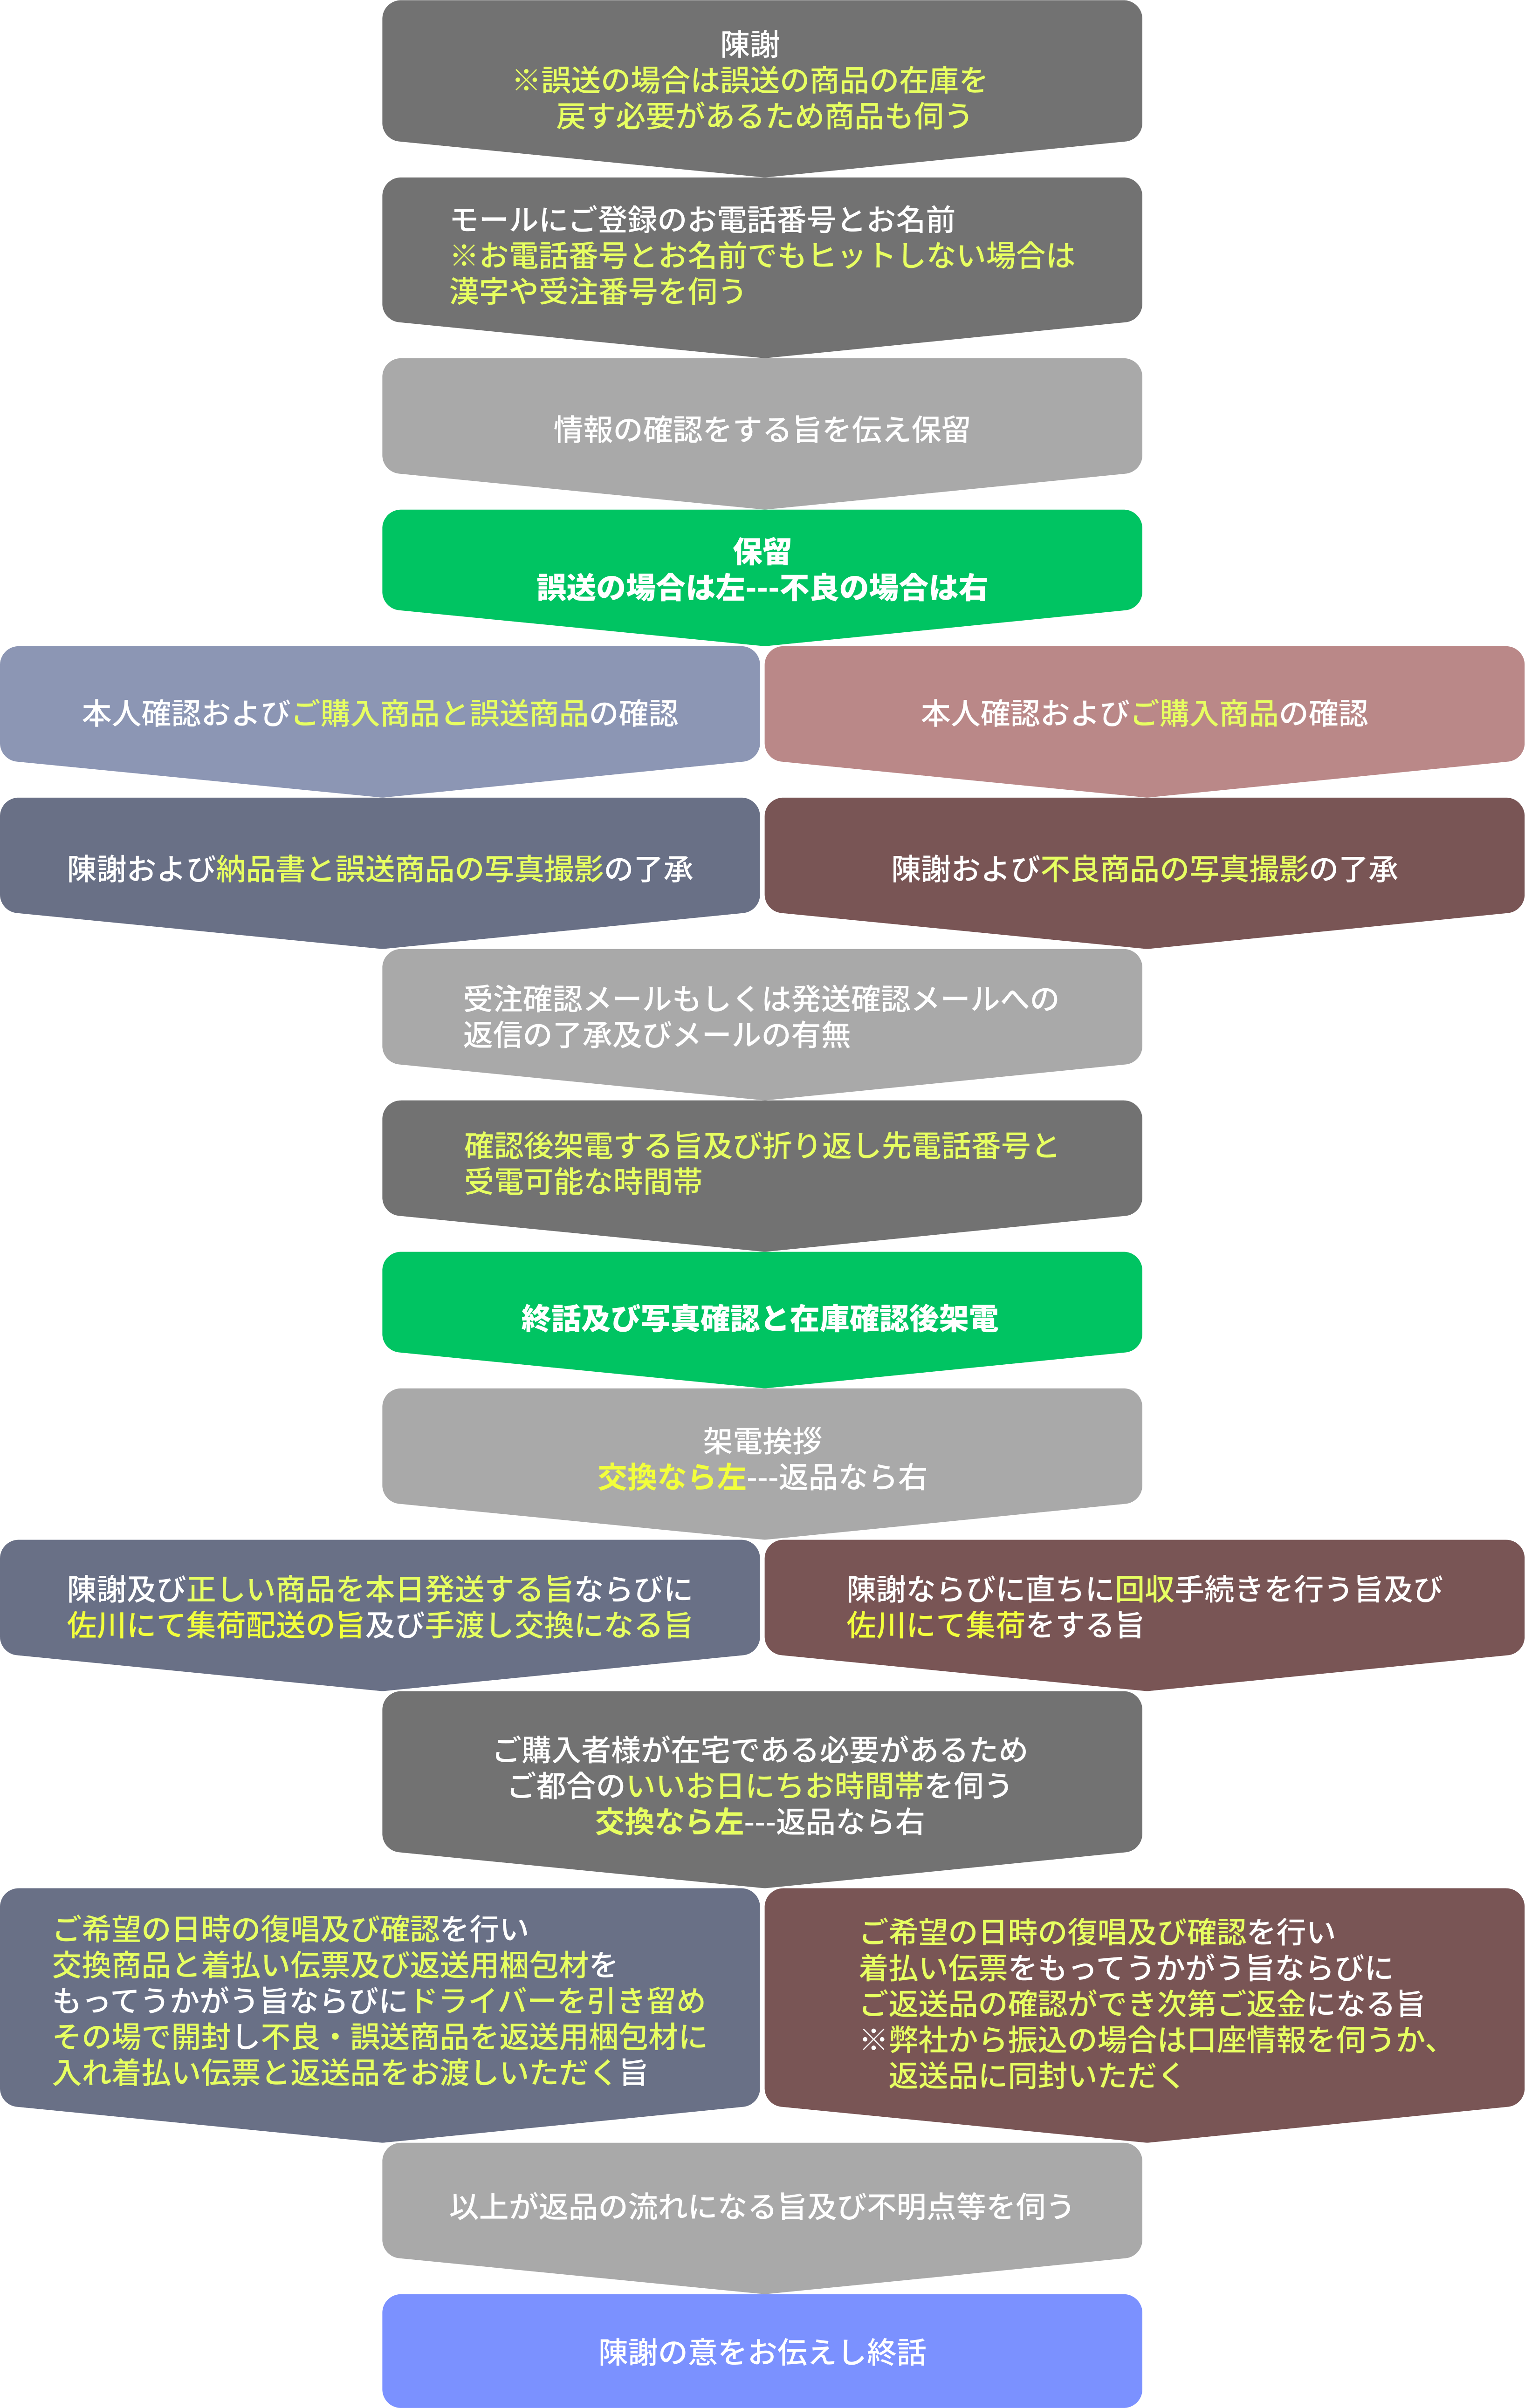 陳謝
※誤送の場合は誤送の商品の在庫を
戻す必要があるため商品も伺う
モールにご登録のお電話番号とお名前
※お電話番号とお名前でもヒットしない場合は
漢字や受注番号を伺う
情報の確認をする旨を伝え保留
保留
誤送の場合は左---不良の場合は右
本人確認およびご購入商品と誤送商品の確認
本人確認およびご購入商品の確認
陳謝および納品書と誤送商品の写真撮影の了承
陳謝および不良商品の写真撮影の了承
受注確認メールもしくは発送確認メールへの
返信の了承及びメールの有無
確認後架電する旨及び折り返し先電話番号と
受電可能な時間帯
終話及び写真確認と在庫確認後架電
架電挨拶
交換なら左---返品なら右
陳謝及び正しい商品を本日発送する旨ならびに
佐川にて集荷配送の旨及び手渡し交換になる旨
陳謝ならびに直ちに回収手続きを行う旨及び
佐川にて集荷をする旨
ご購入者様が在宅である必要があるため
ご都合のいいお日にちお時間帯を伺う
交換なら左---返品なら右
ご希望の日時の復唱及び確認を行い
交換商品と着払い伝票及び返送用梱包材を
もってうかがう旨ならびにドライバーを引き留め
その場で開封し不良・誤送商品を返送用梱包材に
入れ着払い伝票と返送品をお渡しいただく旨
ご希望の日時の復唱及び確認を行い
着払い伝票をもってうかがう旨ならびに
ご返送品の確認ができ次第ご返金になる旨
※弊社から振込の場合は口座情報を伺うか、
返送品に同封いただく
以上が返品の流れになる旨及び不明点等を伺う
陳謝の意をお伝えし終話